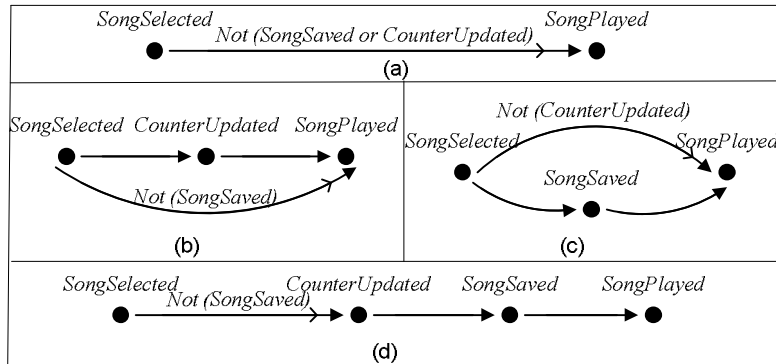 SongSelected SongPlayed
Not (SongSaved or CounterUpdated)
(a)
SongSelected CounterUpdated SongPlayed
Not (SongSaved)
(b)
Not (CounterUpdated)
SongSelected SongPlayed
SongSaved
(c)
SongSelected CounterUpdated SongSaved SongPlayed
Not (SongSaved)
(d)